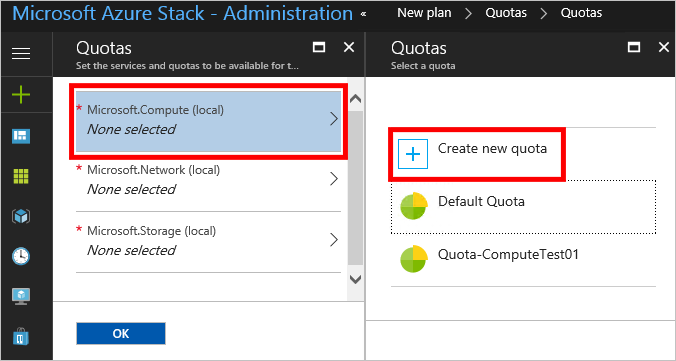 Microsoft Azure Stack - Administration « New plan > Quotas > Quotas
Quotas
Set the services and quotas to be available for t...
* Microsoft.Compute (local)
None selected
* Microsoft.Network (local)
None selected
* Microsoft.Storage (local)
None selected
OK
Quotas
Select a quota
Create new quota
Default Quota
Quota-ComputeTest01